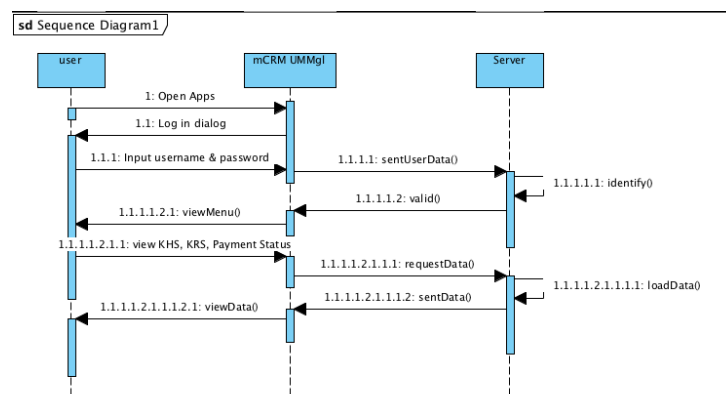 sd Sequence Diagram1
user
mCRM UMMgl
Server
1: Open Apps
1.1: Log in dialog
1.1.1: Input username & password
1.1.1.1: sentUserData()
1.1.1.1.1: identify()
1.1.1.1.2: valid()
1.1.1.1.2.1: viewMenu()
1.1.1.1.2.1.1: view KHS, KRS, Payment Status
1.1.1.1.2.1.1.1: requestData()
1.1.1.1.2.1.1.1.1: loadData()
1.1.1.1.2.1.1.1.2: sentData()
1.1.1.1.2.1.1.1.2.1: viewData()